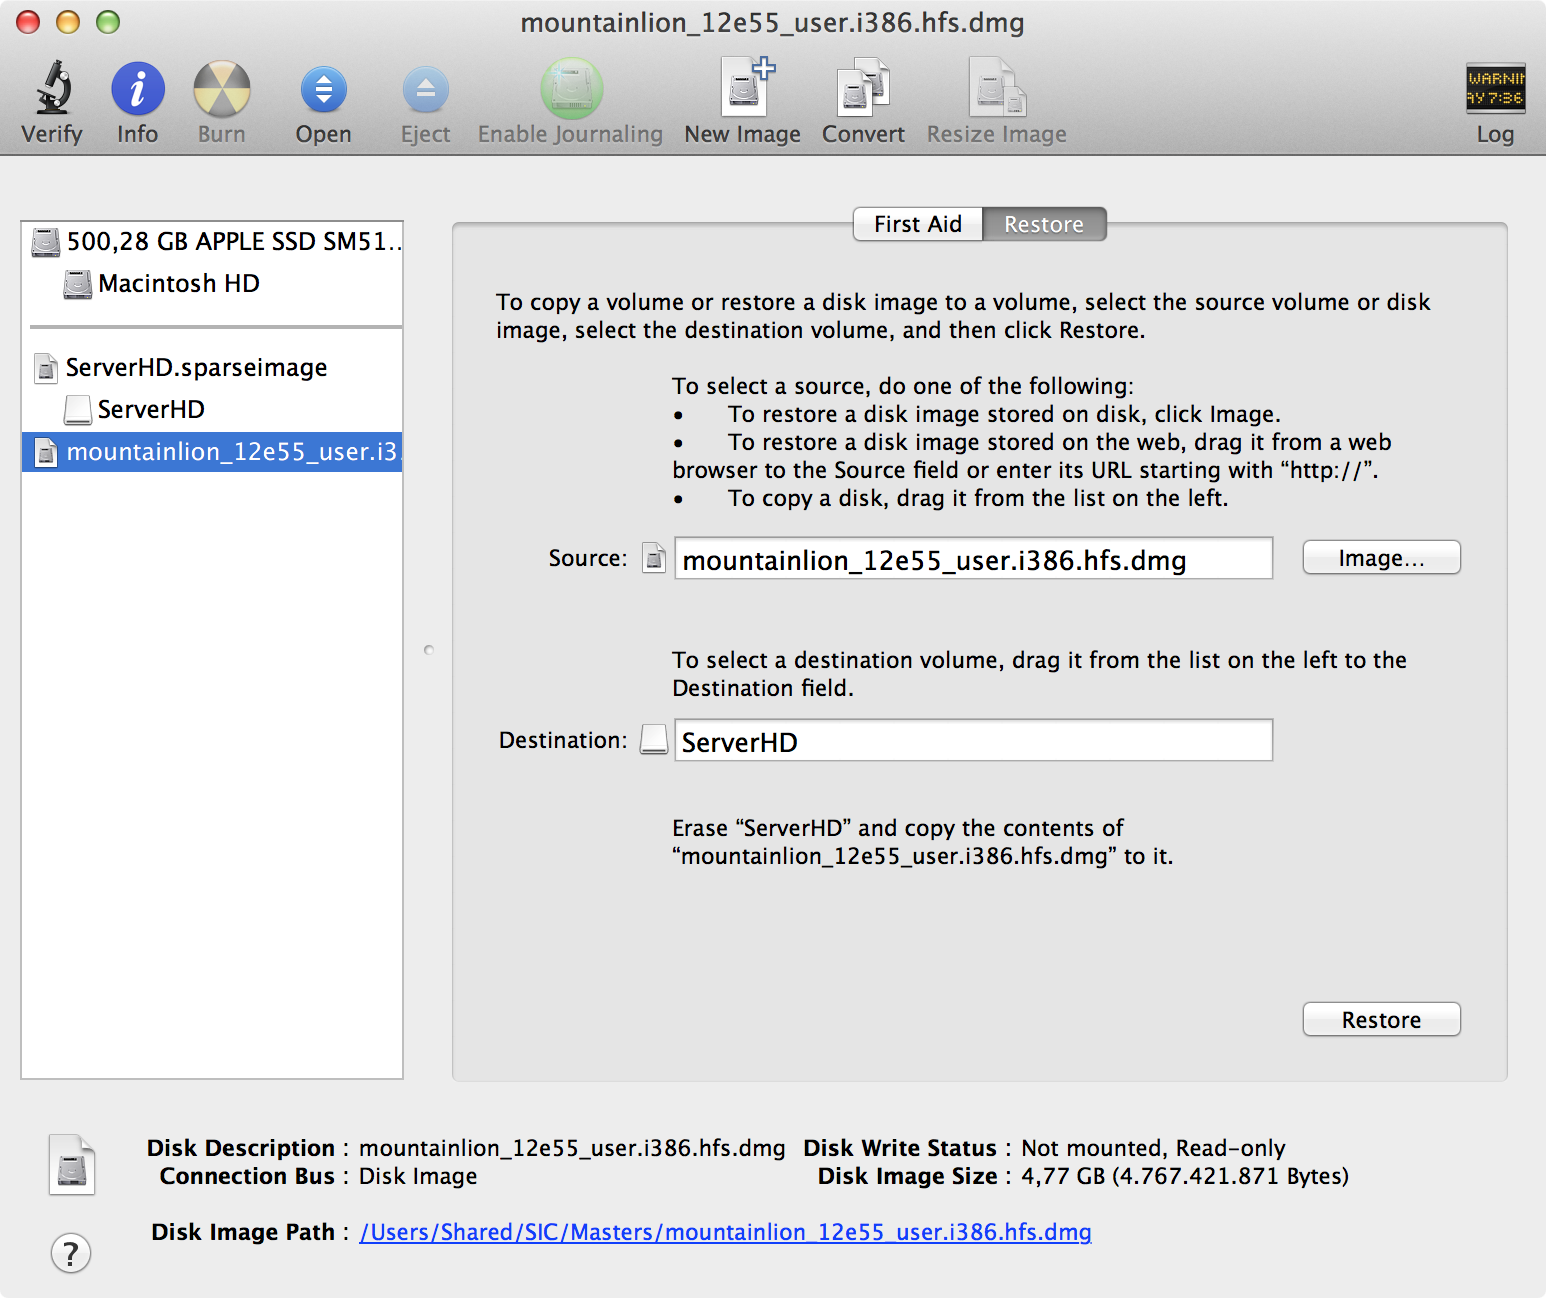 mountainlion_12e55_user.i386.hfs.dmg
Verify
Info
Burn
Open
Eject
Enable Journaling
New Image
Convert
Resize Image
WARNIN
AY 7:36
Log
500,28 GB APPLE SSD SM51...
Macintosh HD
ServerHD.sparseimage
ServerHD
mountainlion_12e55_user.i3
First Aid
Restore
To copy a volume or restore a disk image to a volume, select the source volume or disk
image, select the destination volume, and then click Restore.
To select a source, do one of the following:
• To restore a disk image stored on disk, click Image.
• To restore a disk image stored on the web, drag it from a web
browser to the Source field or enter its URL starting with “http://”.
• To copy a disk, drag it from the list on the left.
Source:
mountainlion_12e55_user.i386.hfs.dmg
Image...
To select a destination volume, drag it from the list on the left to the
Destination field.
Destination:
ServerHD
Erase “ServerHD” and copy the contents of
“mountainlion_12e55_user.i386.hfs.dmg” to it.
Restore
Disk Description : mountainlion_12e55_user.i386.hfs.dmg
Disk Write Status : Not mounted, Read-only
Connection Bus : Disk Image
Disk Image Size : 4,77 GB (4.767.421.871 Bytes)
Disk Image Path : /Users/Shared/SIC/Masters/mountainlion_12e55_user.i386.hfs.dmg
?